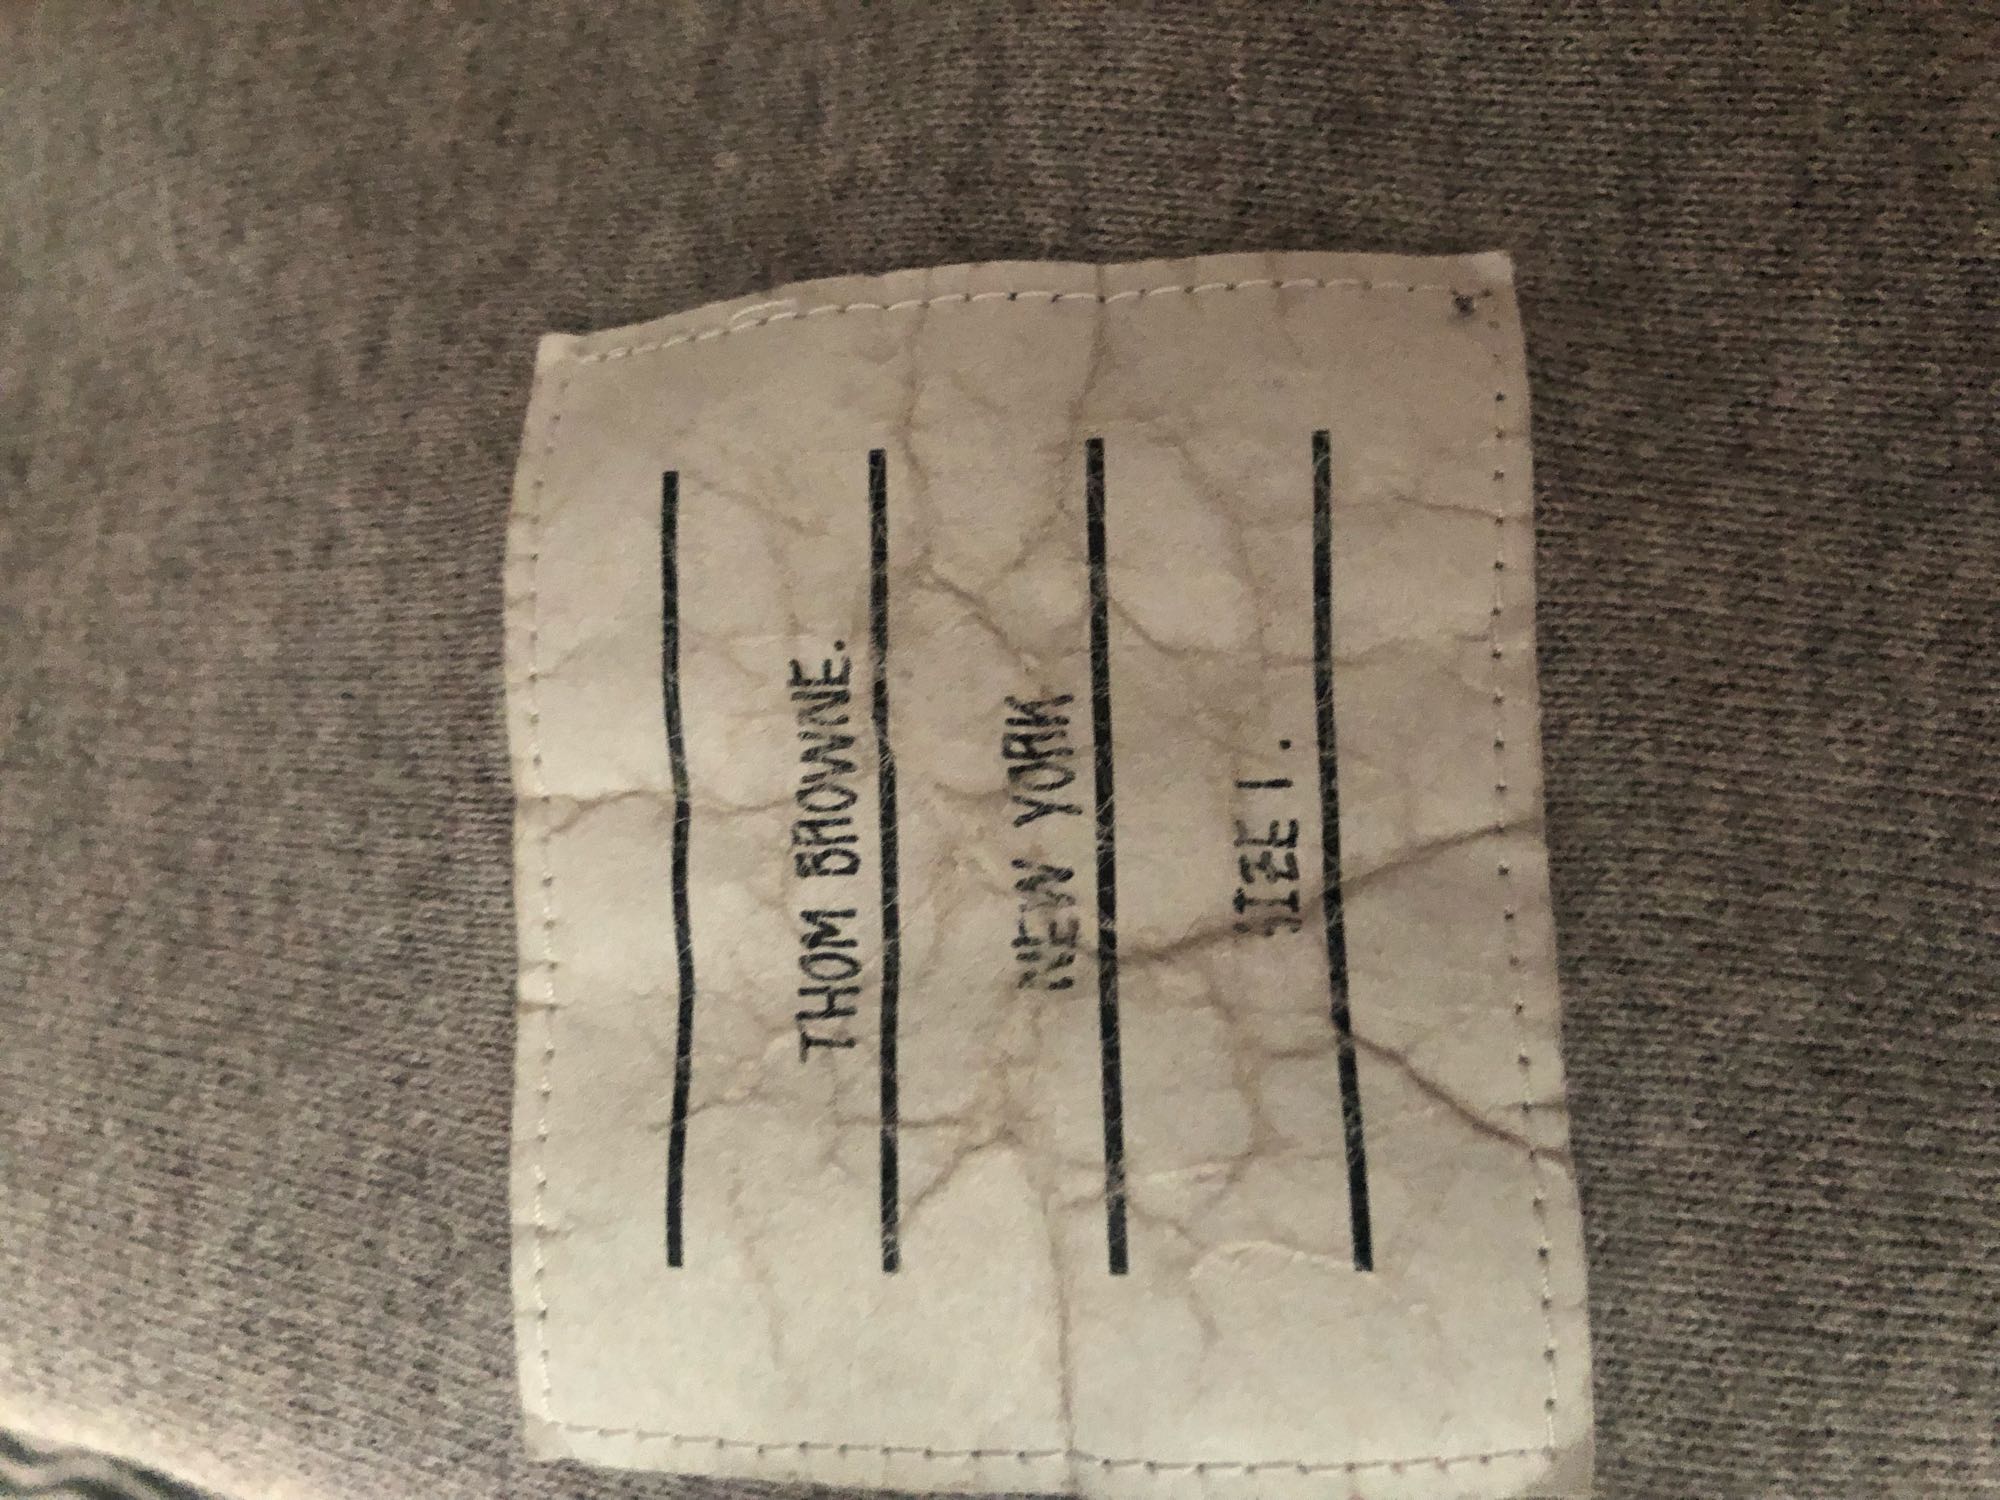 THOM BROWNE.
NEW YORK
SIZE 1.